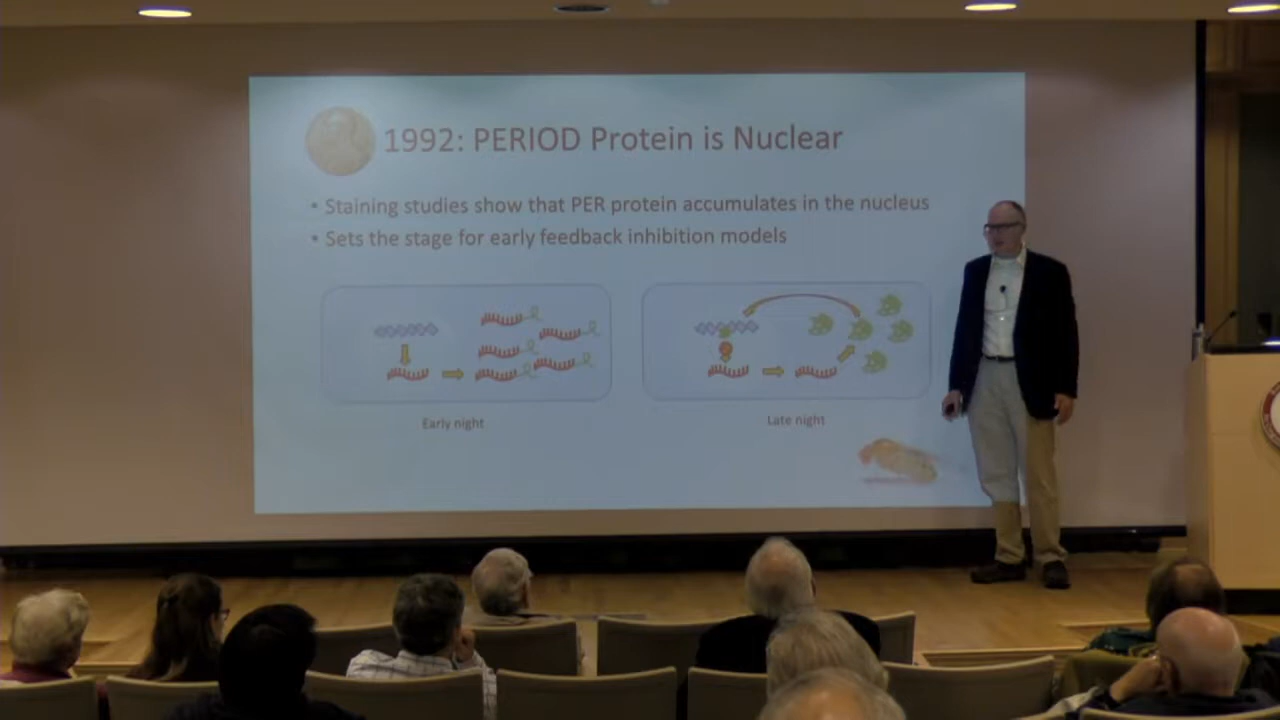 1992: PERIOD Protein is Nuclear
• Staining studies show that PER protein accumulates in the nucleus
• Sets the stage for early feedback inhibition models
Early night
Late night